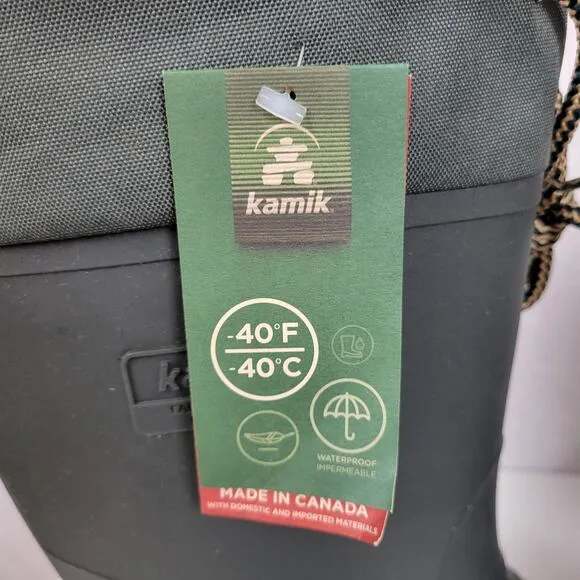 kamik
-40°F
-40°C
WATERPROOF
IMPERMEABLE
MADE IN CANADA
WITH DOMESTIC AND IMPORTED MATERIALS